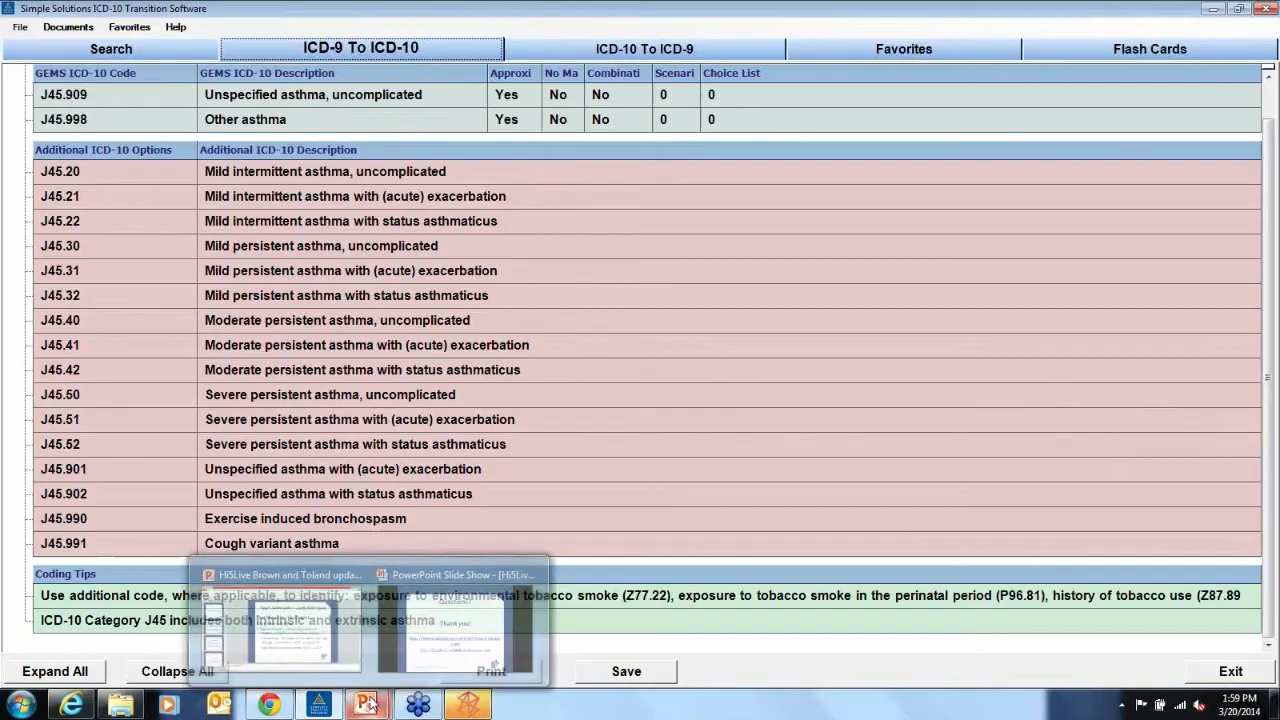 Simple Solutions ICD-10 Transition Software
File Documents Favorites Help
Search ICD-9 To ICD-10 ICD-10 To ICD-9 Favorites Flash Cards
GEMS ICD-10 Code GEMS ICD-10 Description Approxi No Ma Combinati Scenari Choice List
J45.909 Unspecified asthma, uncomplicated Yes No No 0 0
J45.998 Other asthma Yes No No 0 0
Additional ICD-10 Options Additional ICD-10 Description
J45.20 Mild intermittent asthma, uncomplicated
J45.21 Mild intermittent asthma with (acute) exacerbation
J45.22 Mild intermittent asthma with status asthmaticus
J45.30 Mild persistent asthma, uncomplicated
J45.31 Mild persistent asthma with (acute) exacerbation
J45.32 Mild persistent asthma with status asthmaticus
J45.40 Moderate persistent asthma, uncomplicated
J45.41 Moderate persistent asthma with (acute) exacerbation
J45.42 Moderate persistent asthma with status asthmaticus
J45.50 Severe persistent asthma, uncomplicated
J45.51 Severe persistent asthma with (acute) exacerbation
J45.52 Severe persistent asthma with status asthmaticus
J45.901 Unspecified asthma with (acute) exacerbation
J45.902 Unspecified asthma with status asthmaticus
J45.990 Exercise induced bronchospasm
J45.991 Cough variant asthma
Coding Tips Hi5Live Brown and Toland upda... PowerPoint Slide Show - [Hi5Liv...
Use additional code, where applicable, to identify: exposure to environmental tobacco smoke (Z77.22), exposure to tobacco smoke in the perinatal period (P96.81), history of tobacco use (Z87.89
ICD-10 Category J45 includes both intrinsic and extrinsic asthma
Questions?
Thank you!
Expand All Collapse All Print Save Exit
1:59 PM
3/20/2014